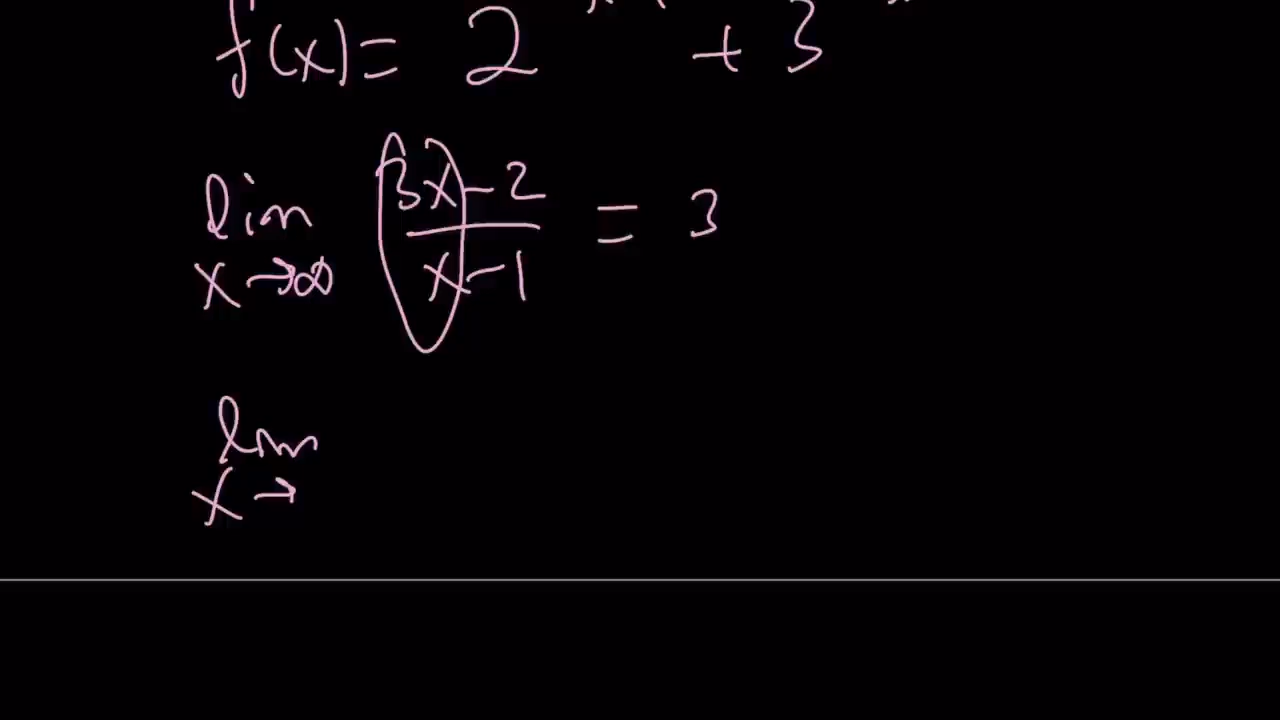 f(x) = 2 + 3
lim x→∞ (3x-2)/(x-1) = 3
lim x→